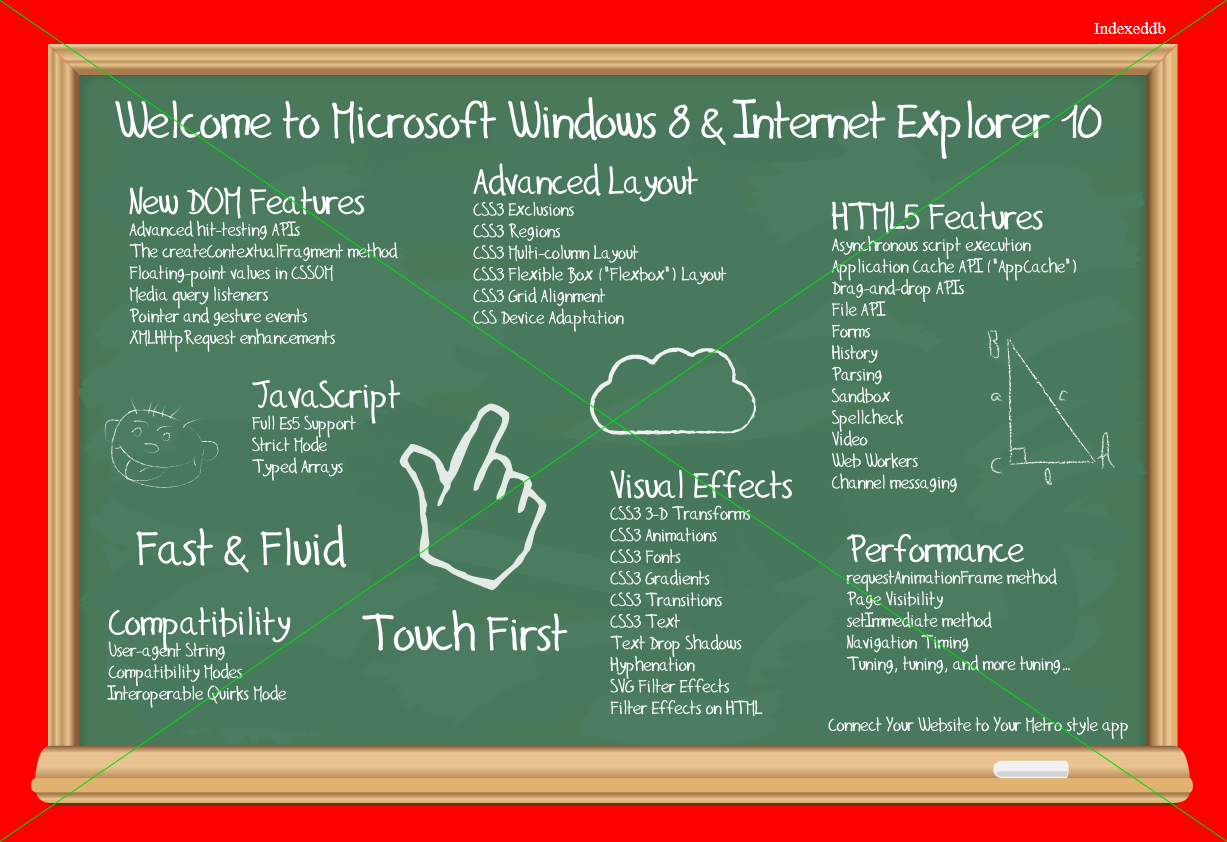 Indexeddb
Welcome to Microsoft Windows 8 & Internet Explorer 10
New DOM Features
Advanced hit-testing APIs
The createContextualFragment method
Floating-point values in CSSOM
Media query listeners
Pointer and gesture events
XMLHttpRequest enhancements
Advanced Layout
CSS3 Exclusions
CSS3 Regions
CSS3 Multi-column Layout
CSS3 Flexible Box ("Flexbox") Layout
CSS3 Grid Alignment
CSS Device Adaptation
HTML5 Features
Asynchronous script execution
Application Cache API ("AppCache")
Drag-and-drop APIs
File API
Forms
History
Parsing
Sandbox
Spellcheck
Video
Web Workers
Channel messaging
B
a c
C A
b
JavaScript
Full Es5 Support
Strict Mode
Typed Arrays
Fast & Fluid
Touch First
Compatibility
User-agent String
Compatibility Modes
Interoperable Quirks Mode
Visual Effects
CSS3 3-D Transforms
CSS3 Animations
CSS3 Fonts
CSS3 Gradients
CSS3 Transitions
CSS3 Text
Text Drop Shadows
Hyphenation
SVG Filter Effects
Filter Effects on HTML
Performance
requestAnimationFrame method
Page Visibility
setImmediate method
Navigation Timing
Tuning, tuning, and more tuning...
Connect Your Website to Your Metro style app